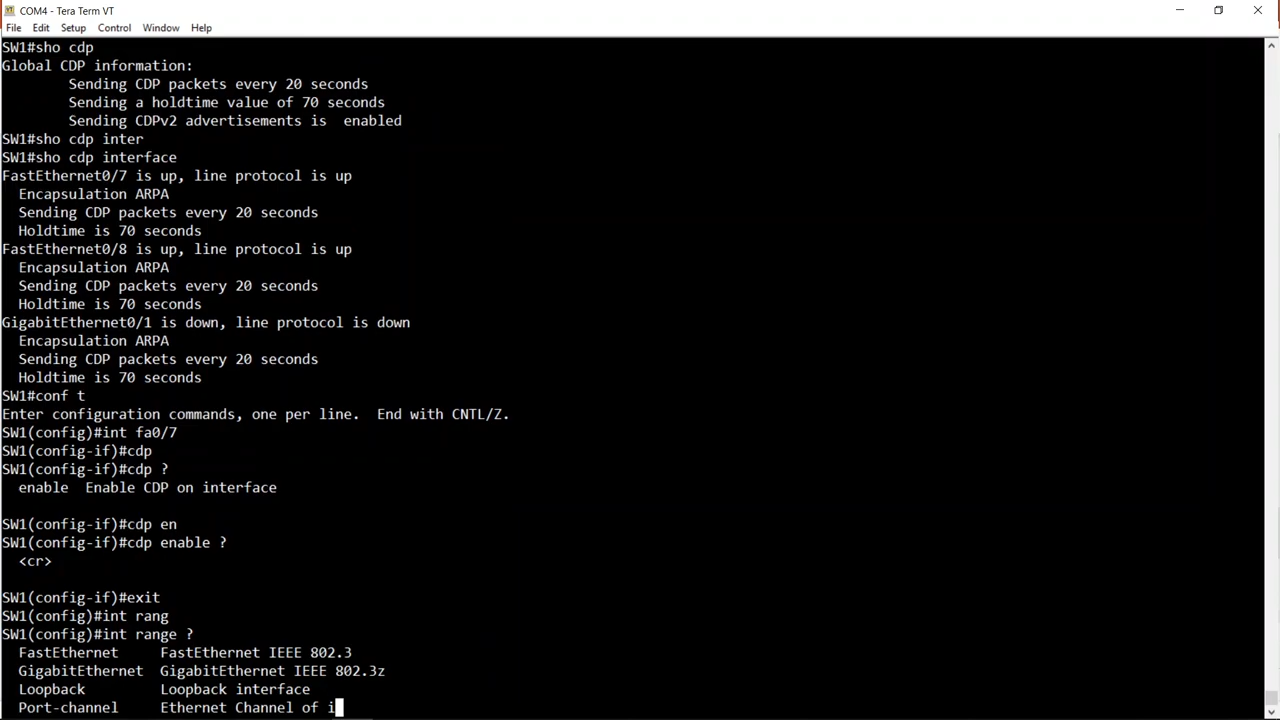 COM4 - Tera Term VT
File Edit Setup Control Window Help
SW1#sho cdp
Global CDP information:
        Sending CDP packets every 20 seconds
        Sending a holdtime value of 70 seconds
        Sending CDPv2 advertisements is  enabled
SW1#sho cdp inter
SW1#sho cdp interface
FastEthernet0/7 is up, line protocol is up
  Encapsulation ARPA
  Sending CDP packets every 20 seconds
  Holdtime is 70 seconds
FastEthernet0/8 is up, line protocol is up
  Encapsulation ARPA
  Sending CDP packets every 20 seconds
  Holdtime is 70 seconds
GigabitEthernet0/1 is down, line protocol is down
  Encapsulation ARPA
  Sending CDP packets every 20 seconds
  Holdtime is 70 seconds
SW1#conf t
Enter configuration commands, one per line.  End with CNTL/Z.
SW1(config)#int fa0/7
SW1(config-if)#cdp
SW1(config-if)#cdp ?
  enable  Enable CDP on interface
SW1(config-if)#cdp en
SW1(config-if)#cdp enable ?
  <cr>
SW1(config-if)#exit
SW1(config)#int rang
SW1(config)#int range ?
  FastEthernet     FastEthernet IEEE 802.3
  GigabitEthernet  GigabitEthernet IEEE 802.3z
  Loopback         Loopback interface
  Port-channel     Ethernet Channel of i